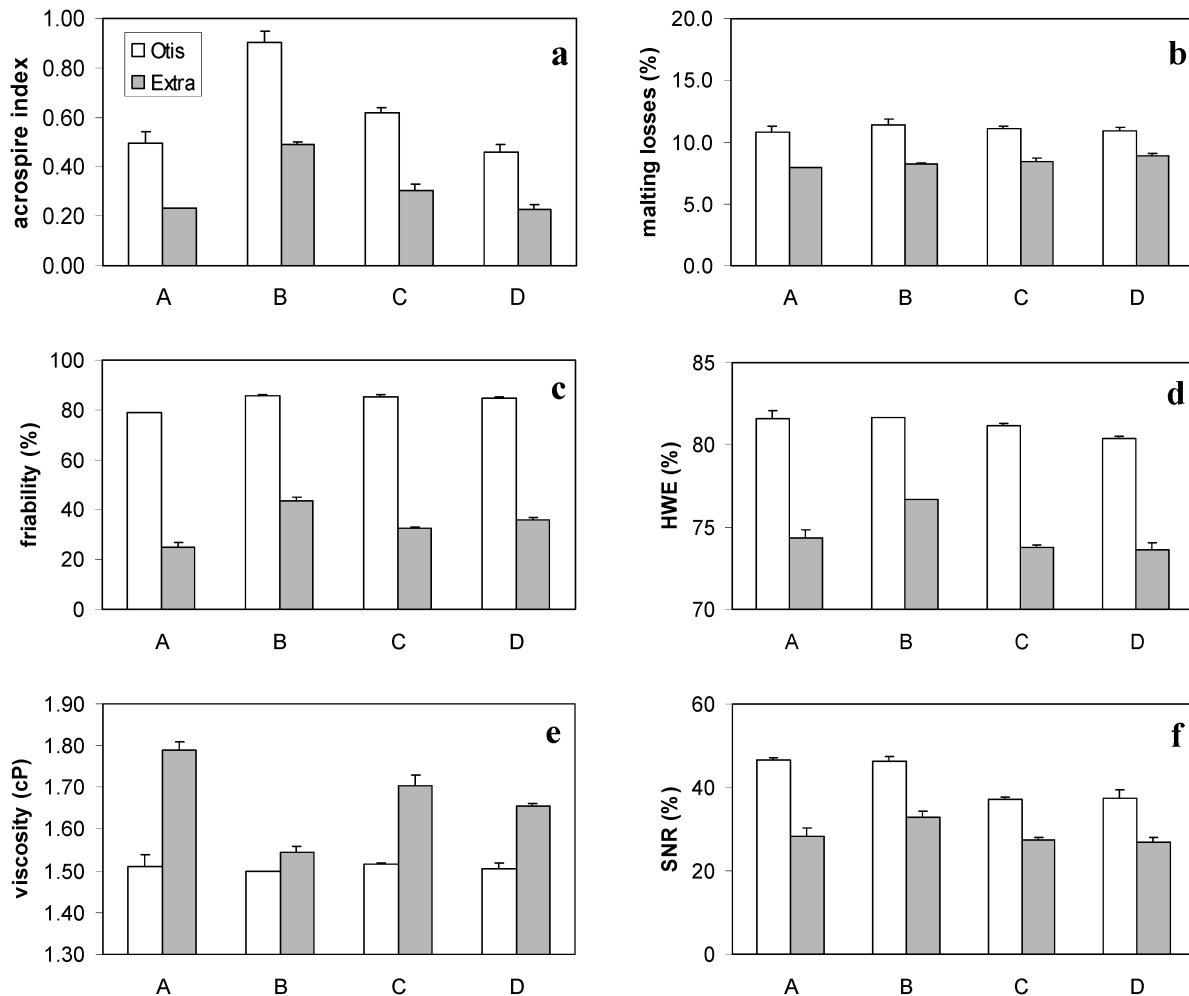 a
acrospire index
1.00
0.80
0.60
0.40
0.20
0.00
Otis
Extra
A B C D
b
malting losses (%)
20.0
15.0
10.0
5.0
0.0
A B C D
c
friability (%)
100
80
60
40
20
0
A B C D
d
HWE (%)
85
80
75
70
A B C D
e
viscosity (cP)
1.90
1.80
1.70
1.60
1.50
1.40
1.30
A B C D
f
SNR (%)
60
40
20
0
A B C D